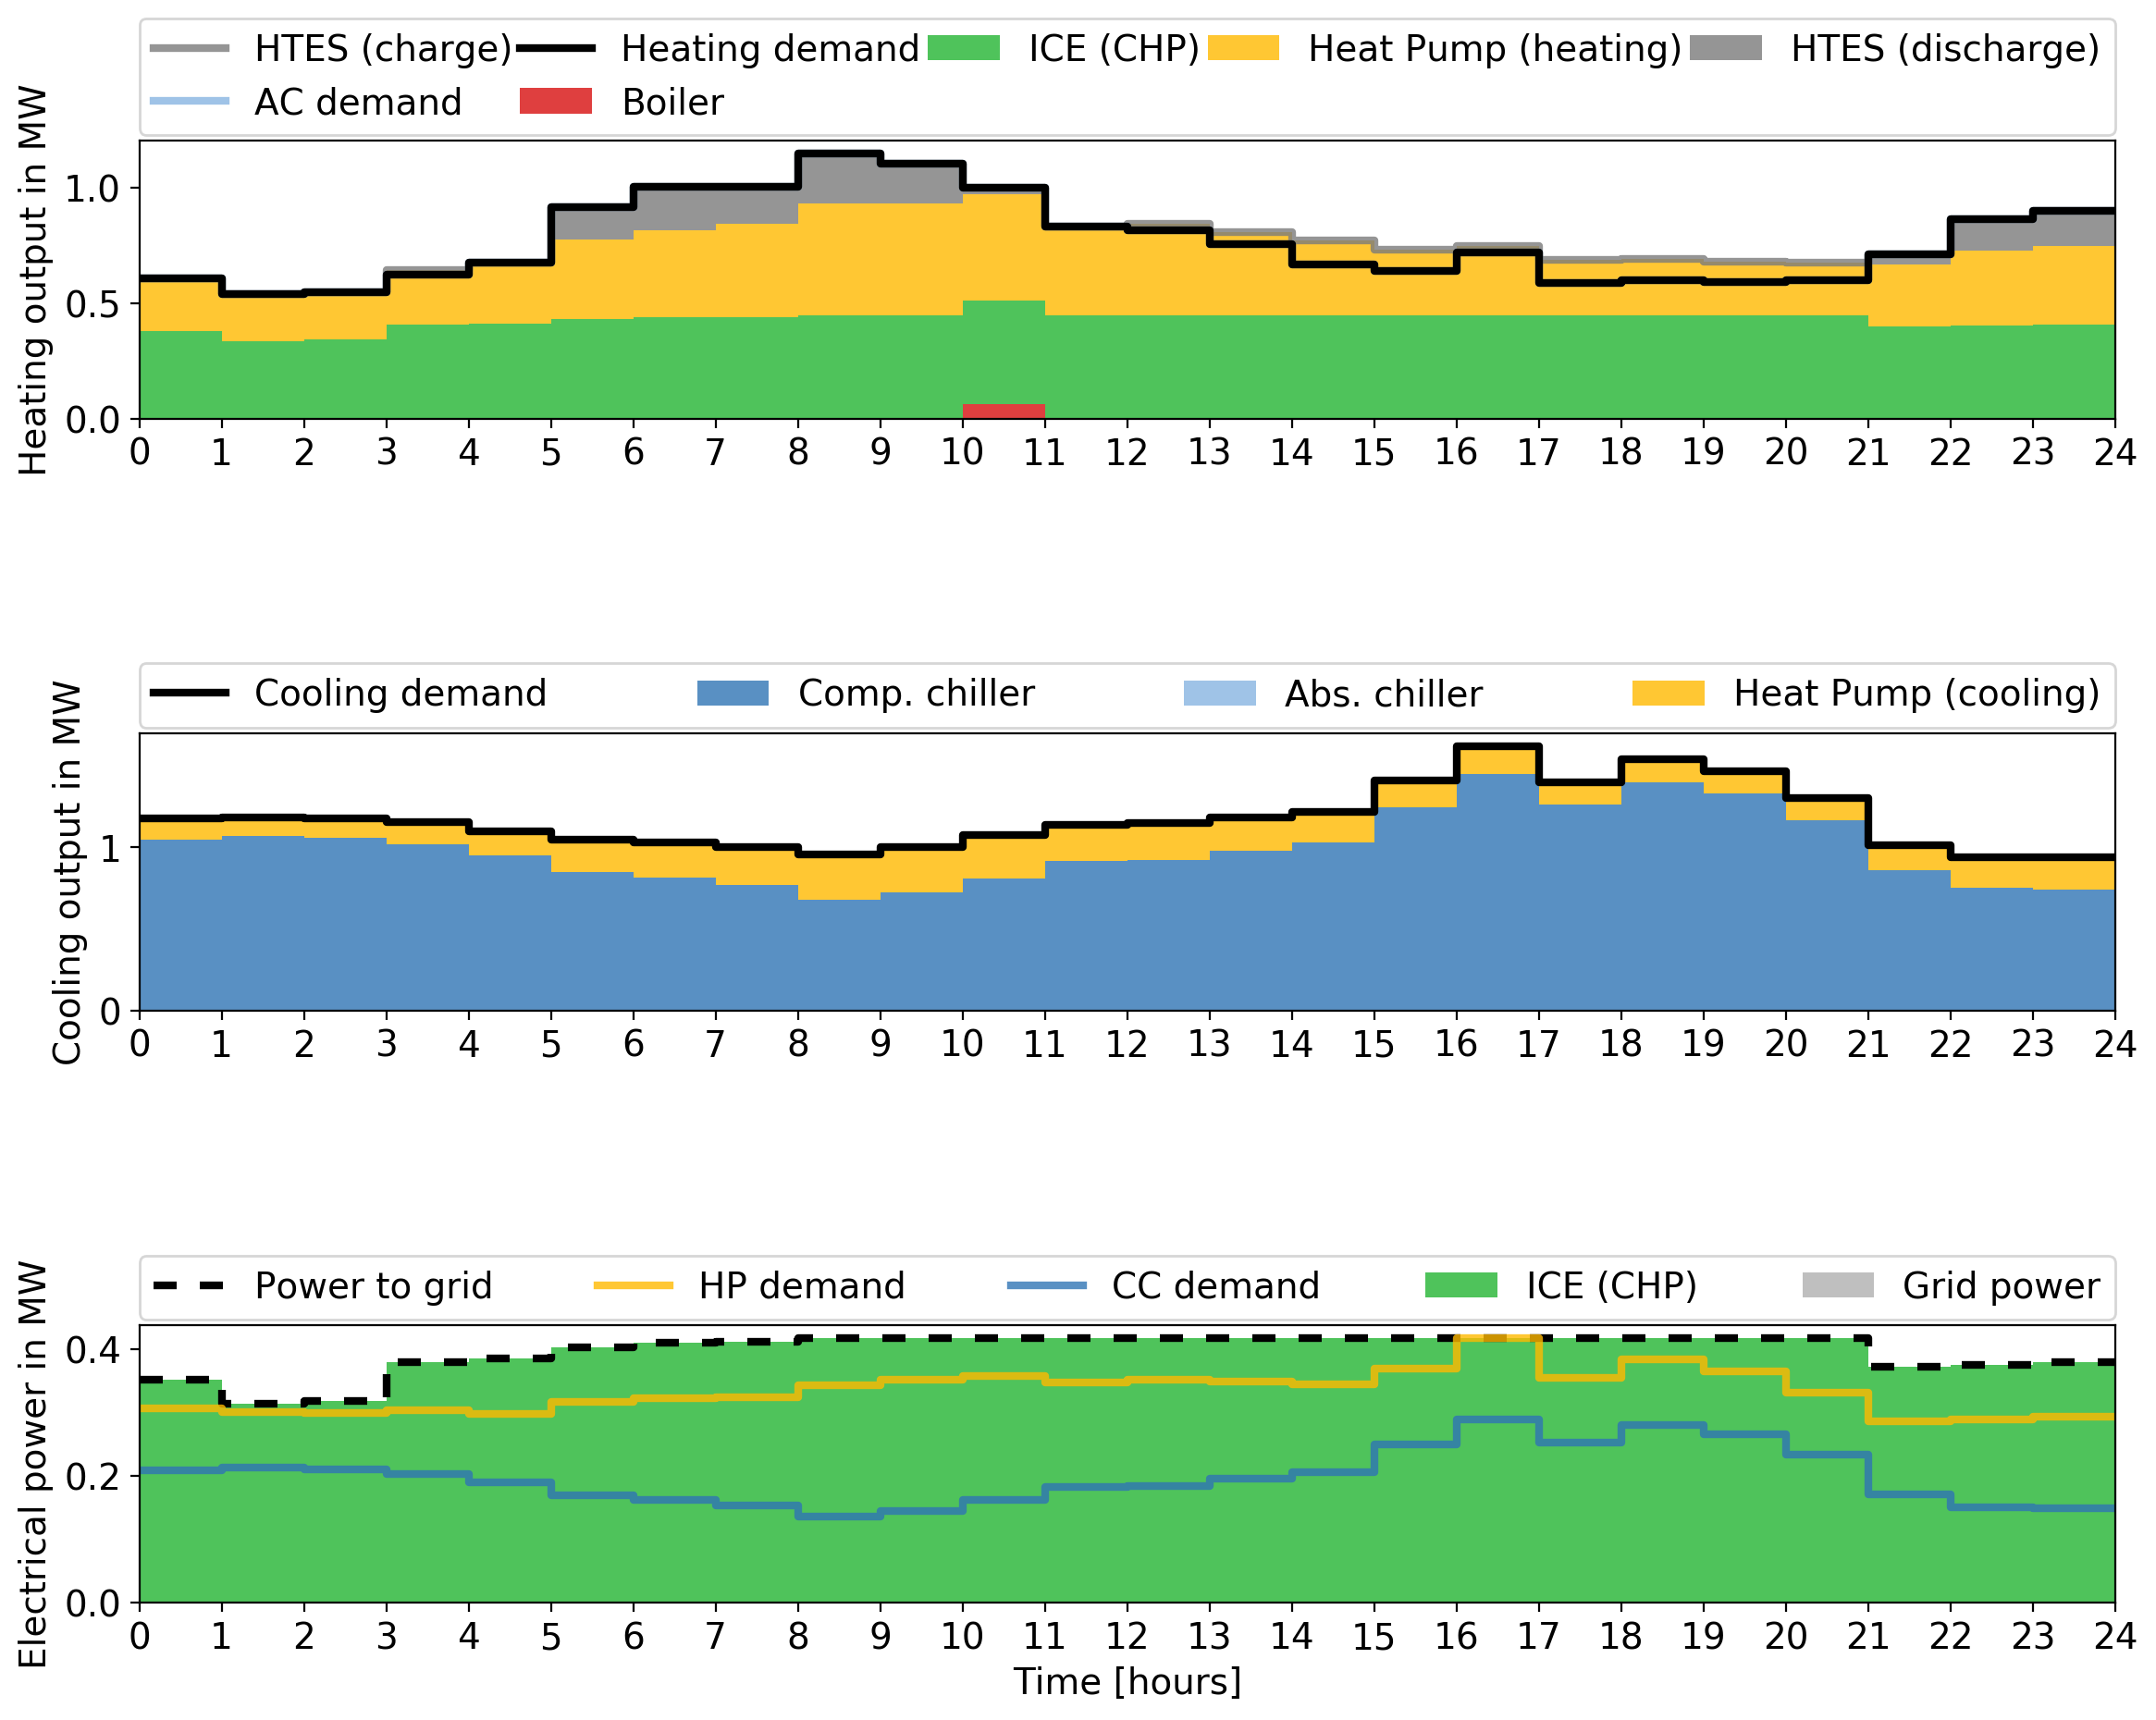 HTES (charge) Heating demand ICE (CHP) Heat Pump (heating) HTES (discharge)
AC demand Boiler
Heating output in MW
1.0
0.5
0.0
0 1 2 3 4 5 6 7 8 9 10 11 12 13 14 15 16 17 18 19 20 21 22 23 24
Cooling demand Comp. chiller Abs. chiller Heat Pump (cooling)
Cooling output in MW
1
0
0 1 2 3 4 5 6 7 8 9 10 11 12 13 14 15 16 17 18 19 20 21 22 23 24
Power to grid HP demand CC demand ICE (CHP) Grid power
Electrical power in MW
0.4
0.2
0.0
0 1 2 3 4 5 6 7 8 9 10 11 12 13 14 15 16 17 18 19 20 21 22 23 24
Time [hours]